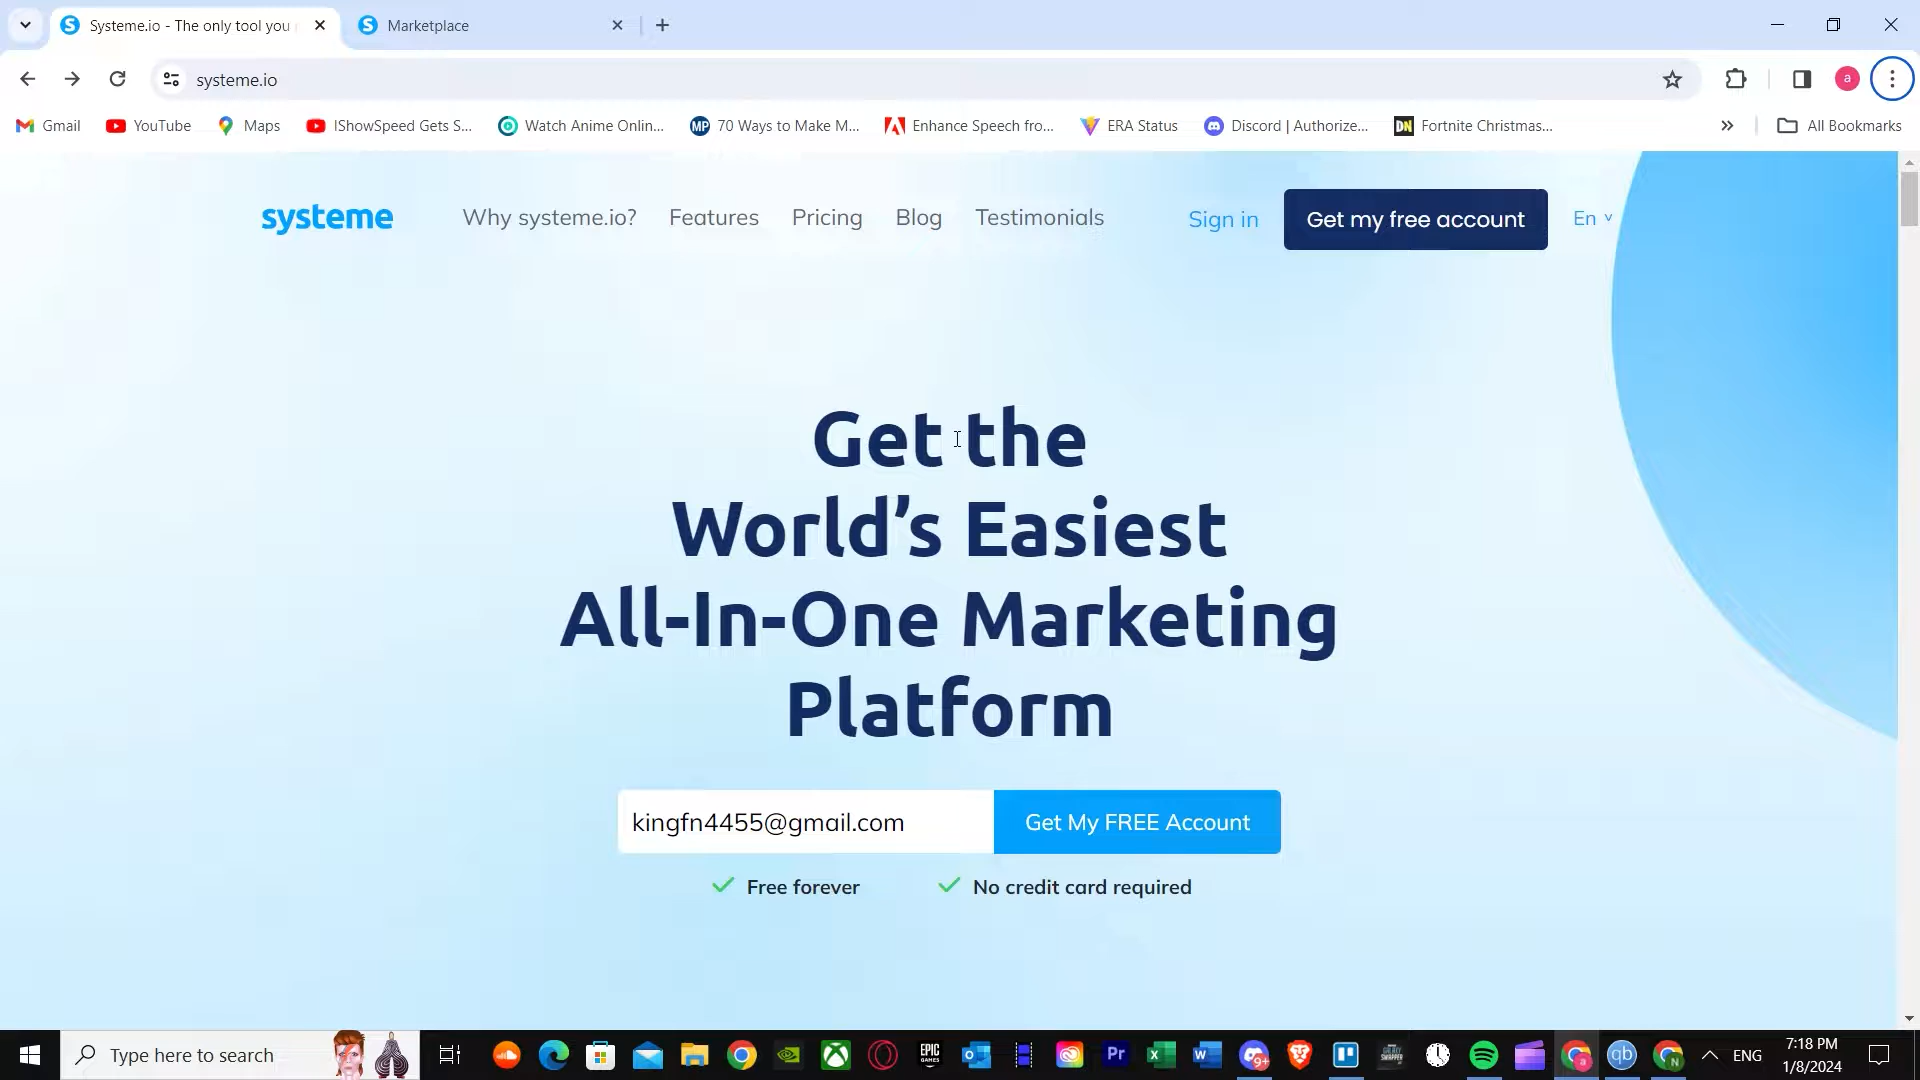 Systeme.io - The only tool you
Marketplace
systeme.io
Gmail
YouTube
Maps
IShowSpeed Gets S...
Watch Anime Onlin...
70 Ways to Make M...
Enhance Speech fro...
ERA Status
Discord | Authorize...
Fortnite Christmas...
All Bookmarks
systeme
Why systeme.io?
Features
Pricing
Blog
Testimonials
Sign in
Get my free account
En
Get the
World’s Easiest
All-In-One Marketing
Platform
kingfn4455@gmail.com
Get My FREE Account
Free forever
No credit card required
Type here to search
ENG
7:18 PM
1/8/2024